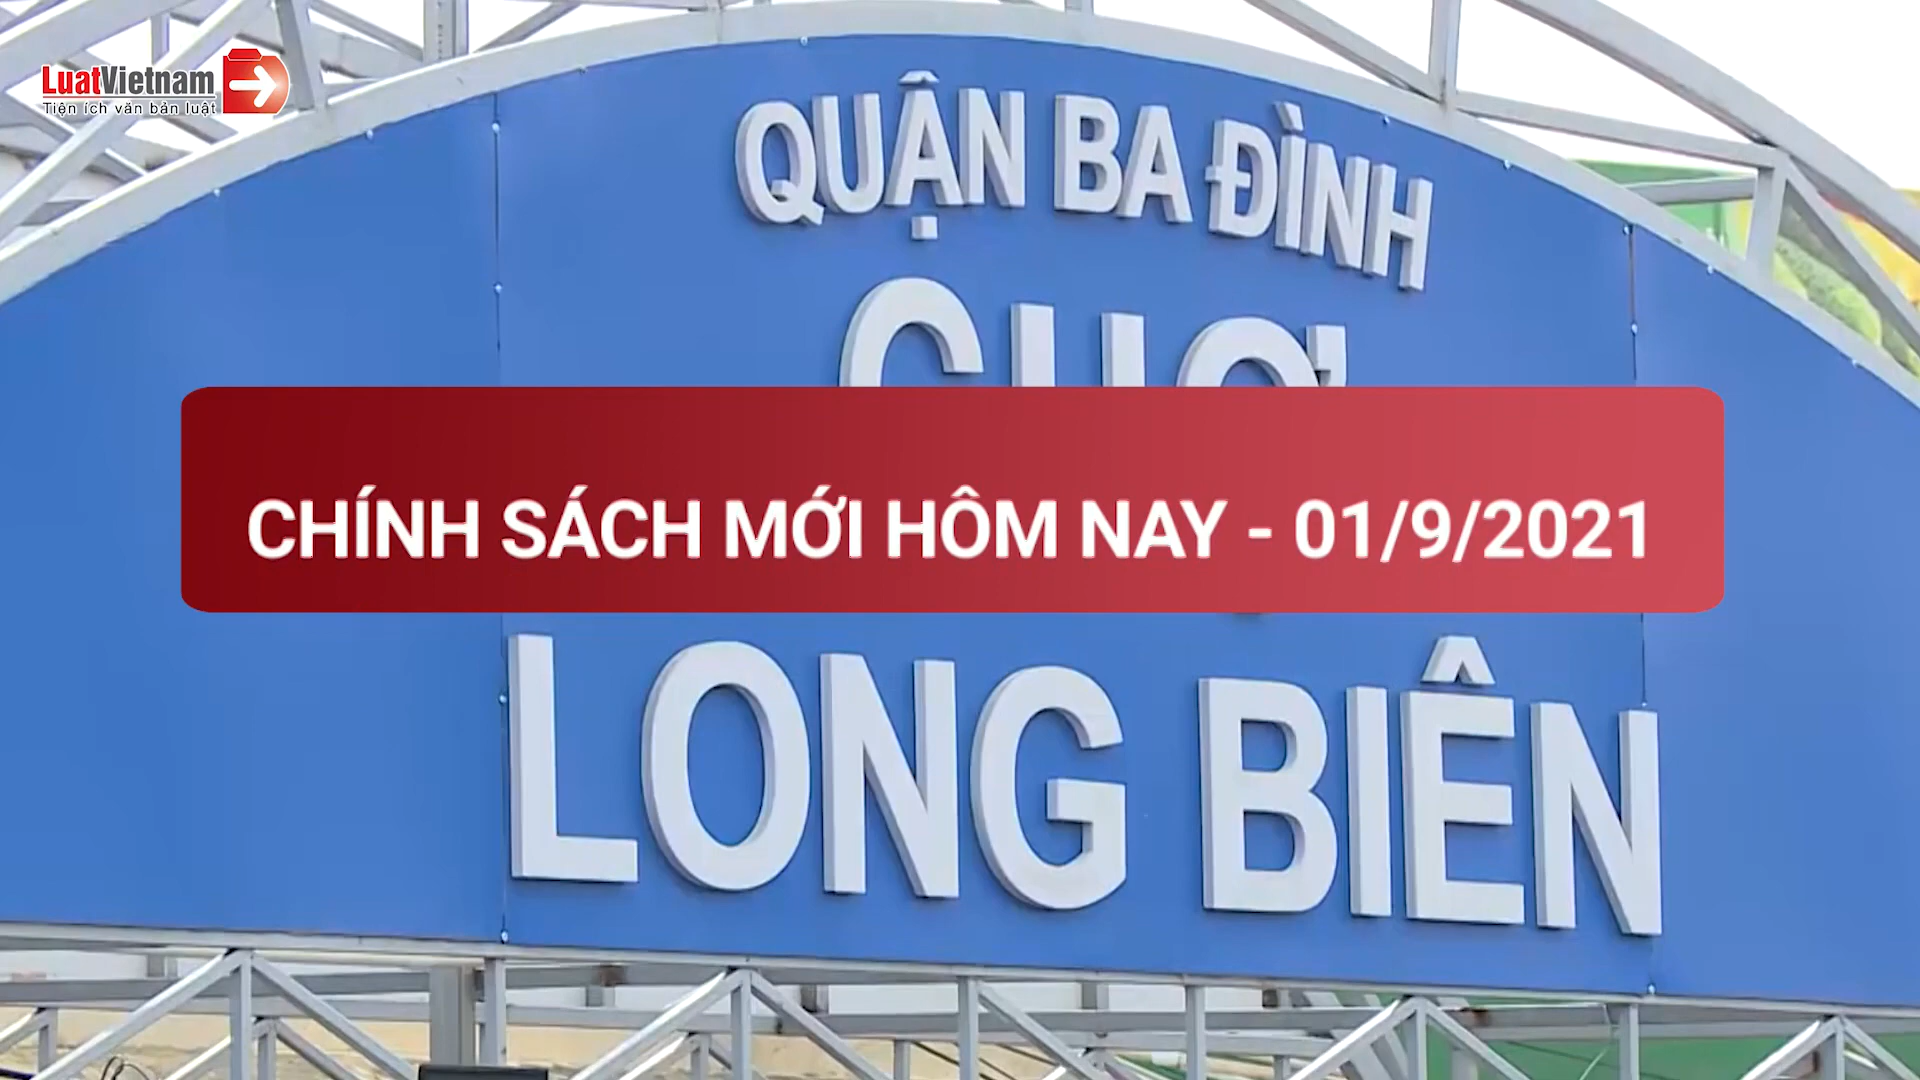 LuatVietnam
Tiện ích văn bản luật
QUẬN BA ĐÌNH
CHỢ
CHÍNH SÁCH MỚI HÔM NAY - 01/9/2021
LONG BIÊN